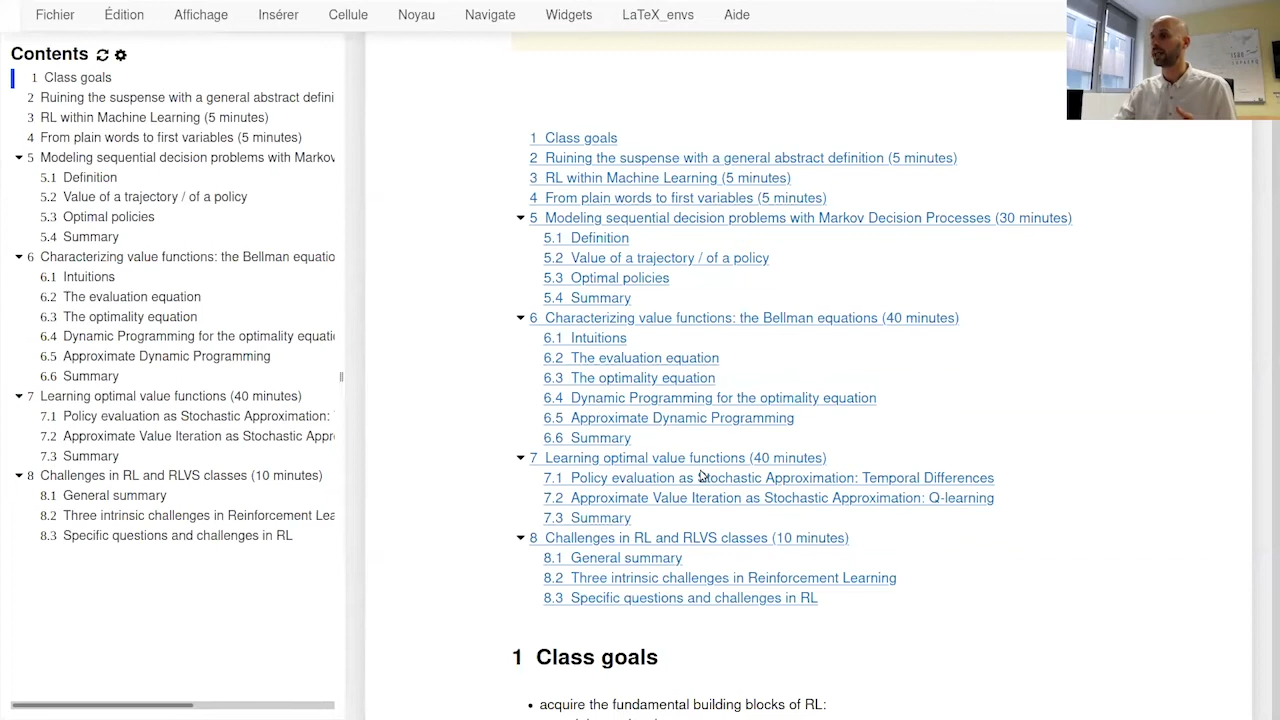 Fichier Édition Affichage Insérer Cellule Noyau Navigate Widgets LaTeX_envs Aide
Contents
1 Class goals
2 Ruining the suspense with a general abstract defini
3 RL within Machine Learning (5 minutes)
4 From plain words to first variables (5 minutes)
5 Modeling sequential decision problems with Markov
5.1 Definition
5.2 Value of a trajectory / of a policy
5.3 Optimal policies
5.4 Summary
6 Characterizing value functions: the Bellman equatio
6.1 Intuitions
6.2 The evaluation equation
6.3 The optimality equation
6.4 Dynamic Programming for the optimality equati
6.5 Approximate Dynamic Programming
6.6 Summary
7 Learning optimal value functions (40 minutes)
7.1 Policy evaluation as Stochastic Approximation:
7.2 Approximate Value Iteration as Stochastic Appr
7.3 Summary
8 Challenges in RL and RLVS classes (10 minutes)
8.1 General summary
8.2 Three intrinsic challenges in Reinforcement Lea
8.3 Specific questions and challenges in RL
1 Class goals
2 Ruining the suspense with a general abstract definition (5 minutes)
3 RL within Machine Learning (5 minutes)
4 From plain words to first variables (5 minutes)
5 Modeling sequential decision problems with Markov Decision Processes (30 minutes)
5.1 Definition
5.2 Value of a trajectory / of a policy
5.3 Optimal policies
5.4 Summary
6 Characterizing value functions: the Bellman equations (40 minutes)
6.1 Intuitions
6.2 The evaluation equation
6.3 The optimality equation
6.4 Dynamic Programming for the optimality equation
6.5 Approximate Dynamic Programming
6.6 Summary
7 Learning optimal value functions (40 minutes)
7.1 Policy evaluation as Stochastic Approximation: Temporal Differences
7.2 Approximate Value Iteration as Stochastic Approximation: Q-learning
7.3 Summary
8 Challenges in RL and RLVS classes (10 minutes)
8.1 General summary
8.2 Three intrinsic challenges in Reinforcement Learning
8.3 Specific questions and challenges in RL
1 Class goals
• acquire the fundamental building blocks of RL: